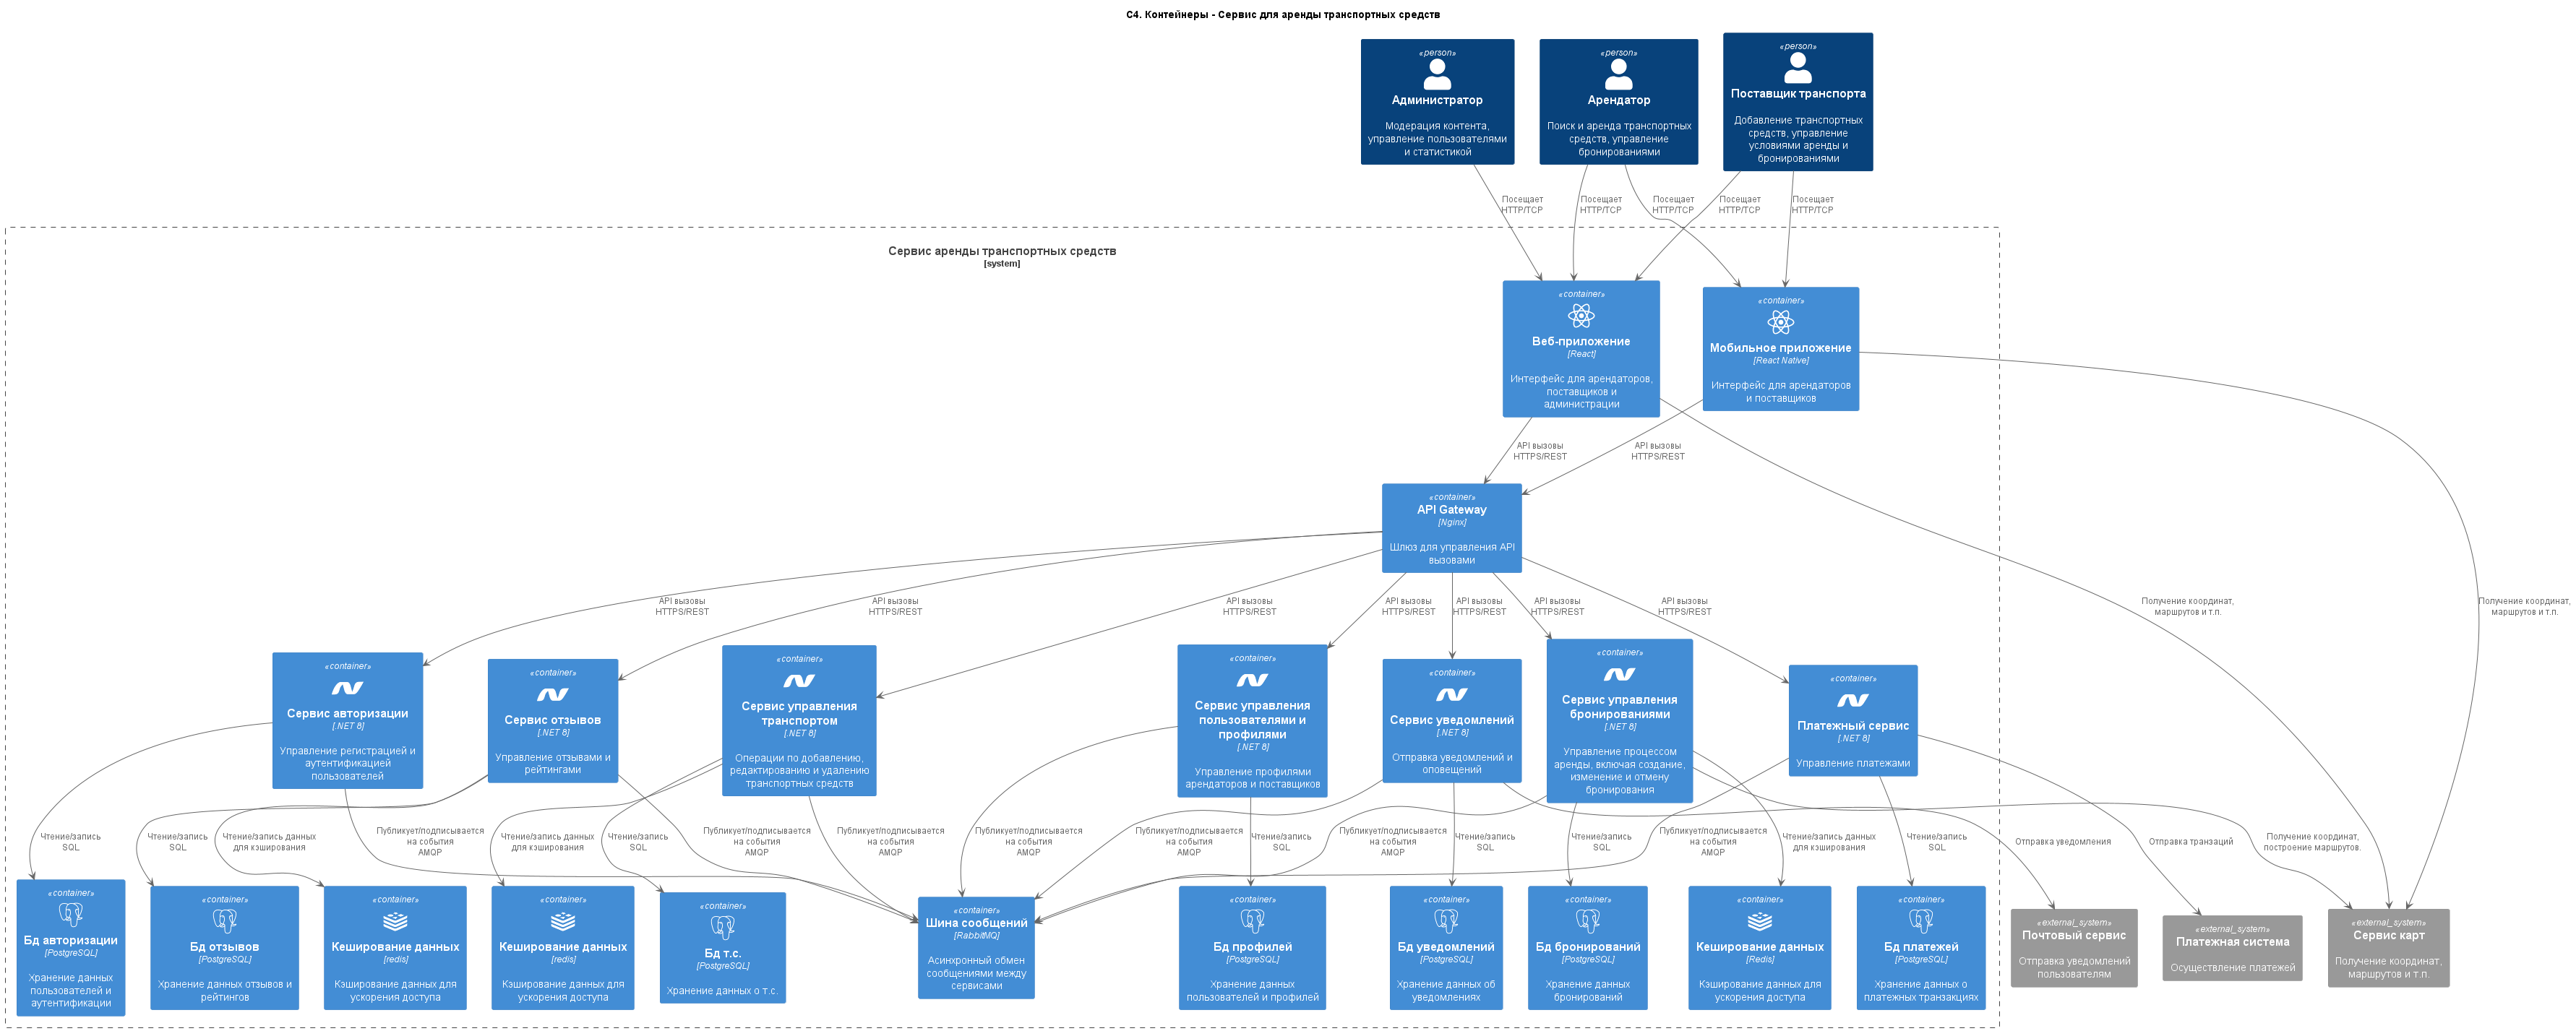 C4. Контейнеры - Сервис для аренды транспортных средств
«person»
Администратор
Модерация контента,
управление пользователями
и статистикой
«person»
Арендатор
Поиск и аренда транспортных
средств, управление
бронированиями
«person»
Поставщик транспорта
Добавление транспортных
средств, управление
условиями аренды и
бронированиями
Посещает
HTTP/TCP
Посещает
HTTP/TCP
Посещает
HTTP/TCP
Посещает
HTTP/TCP
Посещает
HTTP/TCP
Сервис аренды транспортных средств
[system]
«container»
Веб-приложение
[React]
Интерфейс для арендаторов,
поставщиков и
администрации
«container»
Мобильное приложение
[React Native]
Интерфейс для арендаторов
и поставщиков
API вызовы
HTTPS/REST
API вызовы
HTTPS/REST
«container»
API Gateway
[Nginx]
Шлюз для управления API
вызовами
API вызовы
HTTPS/REST
API вызовы
HTTPS/REST
API вызовы
HTTPS/REST
API вызовы
HTTPS/REST
API вызовы
HTTPS/REST
API вызовы
HTTPS/REST
API вызовы
HTTPS/REST
Получение координат,
маршрутов и т.п.
Получение координат,
маршрутов и т.п.
«container»
Сервис авторизации
[.NET 8]
Управление регистрацией и
аутентификацией
пользователей
«container»
Сервис отзывов
[.NET 8]
Управление отзывами и
рейтингами
«container»
Сервис управления
транспортом
[.NET 8]
Операции по добавлению,
редактированию и удалению
транспортных средств
«container»
Сервис управления
пользователями и
профилями
[.NET 8]
Управление профилями
арендаторов и поставщиков
«container»
Сервис уведомлений
[.NET 8]
Отправка уведомлений и
оповещений
«container»
Сервис управления
бронированиями
[.NET 8]
Управление процессом
аренды, включая создание,
изменение и отмену
бронирования
«container»
Платежный сервис
[.NET 8]
Управление платежами
Чтение/запись
SQL
Чтение/запись
SQL
Чтение/запись данных
для кэширования
Публикует/подписывается
на события
AMQP
Чтение/запись данных
для кэширования
Чтение/запись
SQL
Публикует/подписывается
на события
AMQP
Публикует/подписывается
на события
AMQP
Публикует/подписывается
на события
AMQP
Публикует/подписывается
на события
AMQP
Чтение/запись
SQL
Публикует/подписывается
на события
AMQP
Чтение/запись
SQL
Чтение/запись
SQL
Публикует/подписывается
на события
AMQP
Чтение/запись данных
для кэширования
Чтение/запись
SQL
Отправка уведомления
Отправка транзаций
Получение координат,
построение маршрутов.
«container»
Бд авторизации
[PostgreSQL]
Хранение данных
пользователей и
аутентификации
«container»
Бд отзывов
[PostgreSQL]
Хранение данных отзывов и
рейтингов
«container»
Кеширование данных
[redis]
Кэширование данных для
ускорения доступа
«container»
Кеширование данных
[redis]
Кэширование данных для
ускорения доступа
«container»
Бд т.с.
[PostgreSQL]
Хранение данных о т.с.
«container»
Шина сообщений
[RabbitMQ]
Асинхронный обмен
сообщениями между
сервисами
«container»
Бд профилей
[PostgreSQL]
Хранение данных
пользователей и профилей
«container»
Бд уведомлений
[PostgreSQL]
Хранение данных об
уведомлениях
«container»
Бд бронирований
[PostgreSQL]
Хранение данных
бронирований
«container»
Кеширование данных
[Redis]
Кэширование данных для
ускорения доступа
«container»
Бд платежей
[PostgreSQL]
Хранение данных о
платежных транзакциях
«external_system»
Почтовый сервис
Отправка уведомлений
пользователям
«external_system»
Платежная система
Осуществление платежей
«external_system»
Сервис карт
Получение координат,
маршрутов и т.п.